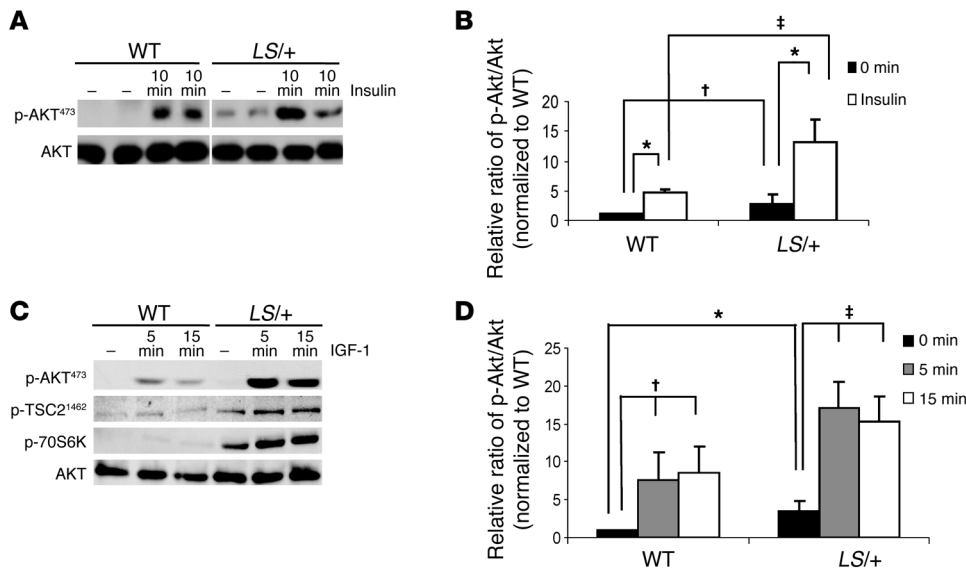 A
WT
LS/+
10 10 10 10
– – min min – – min min Insulin
p-AKT473
AKT
B
‡
*
†
*
0 min
Insulin
Relative ratio of p-Akt/Akt
(normalized to WT)
20
15
10
5
0
WT
LS/+
C
WT
LS/+
5 15 5 15
– min min – min min IGF-1
p-AKT473
p-TSC21462
p-70S6K
AKT
D
*
‡
†
0 min
5 min
15 min
Relative ratio of p-Akt/Akt
(normalized to WT)
25
20
15
10
5
0
WT
LS/+